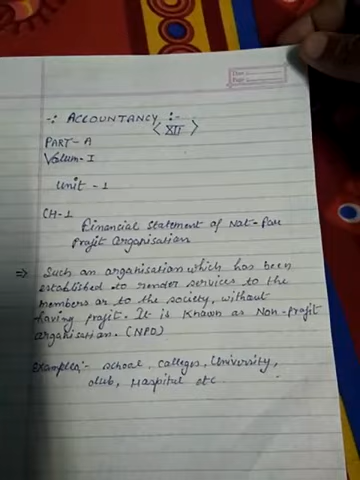 -: ACCOUNTANCY :-
< XII >
PART-A
Volum-I
Unit -1
CH-1
Financial statement of Not-For
Profit organisation
⇒ Such an organisation which has been
established to render services to the
members or to the society, without
having profit. It is known as Non-profit
organisation. (NPO)
Examples:- school, colleges, University,
club, Hospital etc